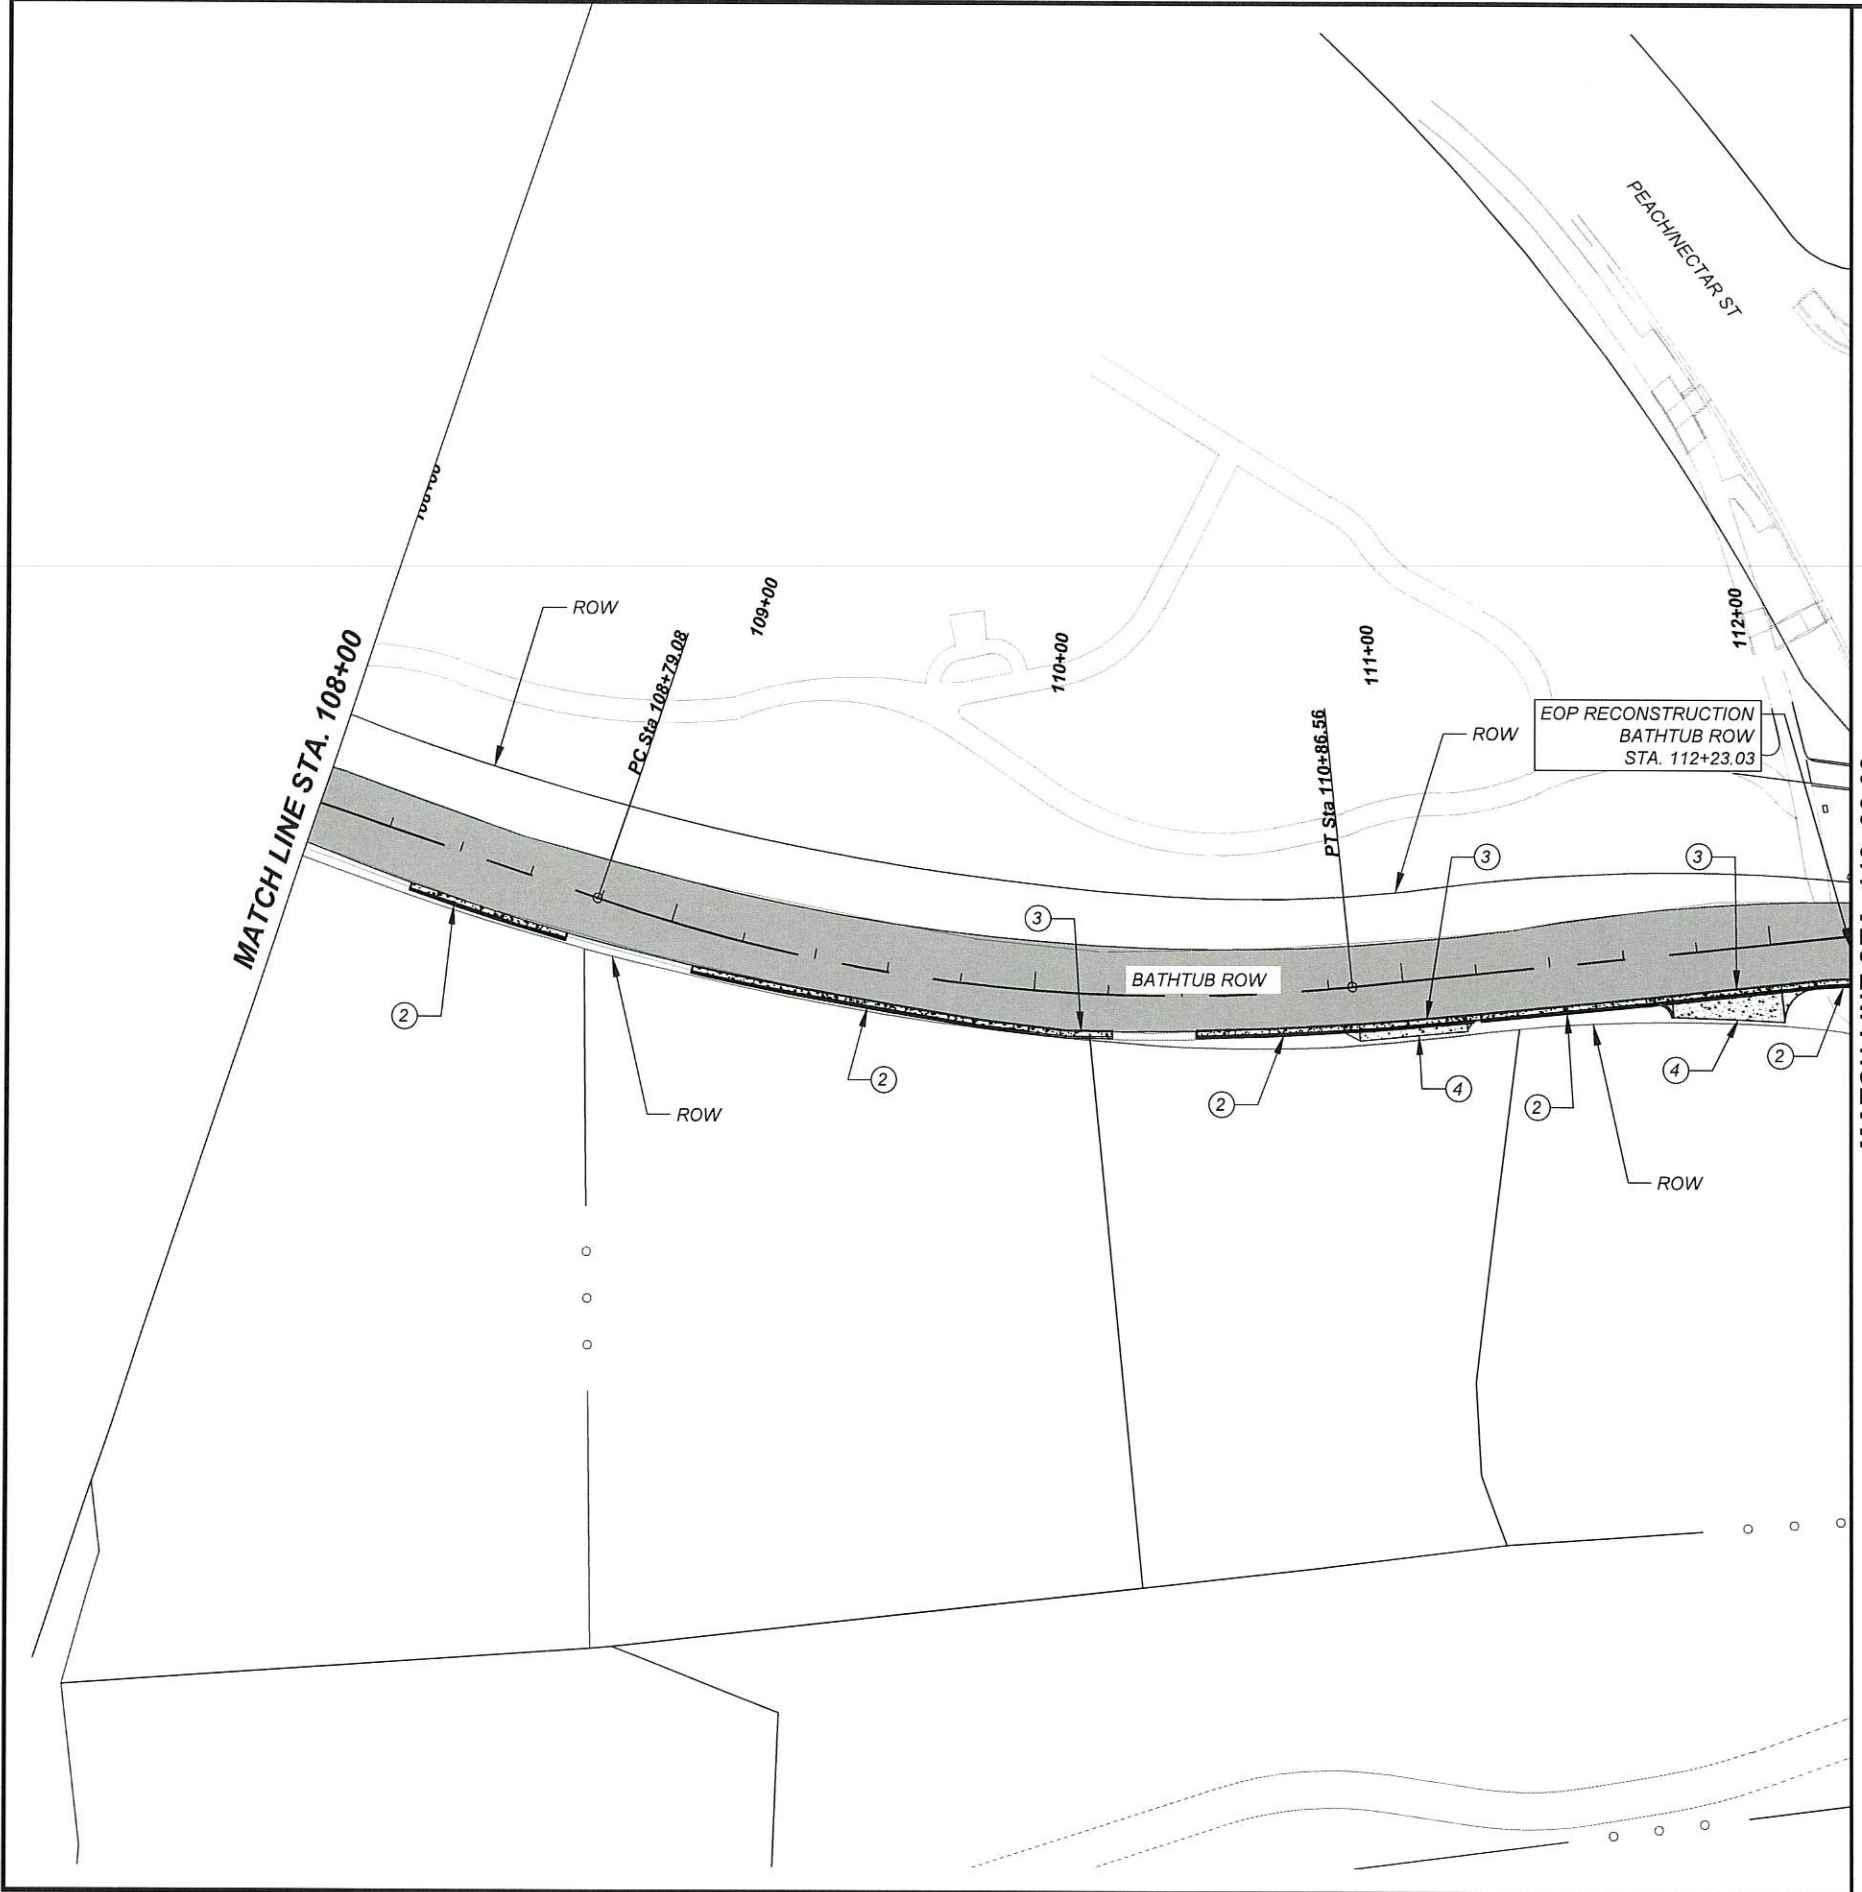 PEACH/NECTAR ST
ROW
109+00
110+00
111+00
112+00
MATCH LINE STA. 108+00
PC Sta 108+79.08
PT Sta 110+86.56
ROW
EOP RECONSTRUCTION
BATHTUB ROW
STA. 112+23.03
3
3
3
BATHTUB ROW
2
2
ROW
2
4
2
4
2
ROW